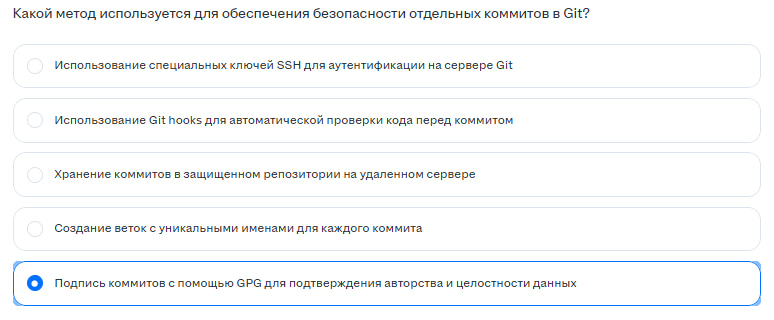 Какой метод используется для обеспечения безопасности отдельных коммитов в Git?
Использование специальных ключей SSH для аутентификации на сервере Git
Использование Git hooks для автоматической проверки кода перед коммитом
Хранение коммитов в защищенном репозитории на удаленном сервере
Создание веток с уникальными именами для каждого коммита
Подпись коммитов с помощью GPG для подтверждения авторства и целостности данных